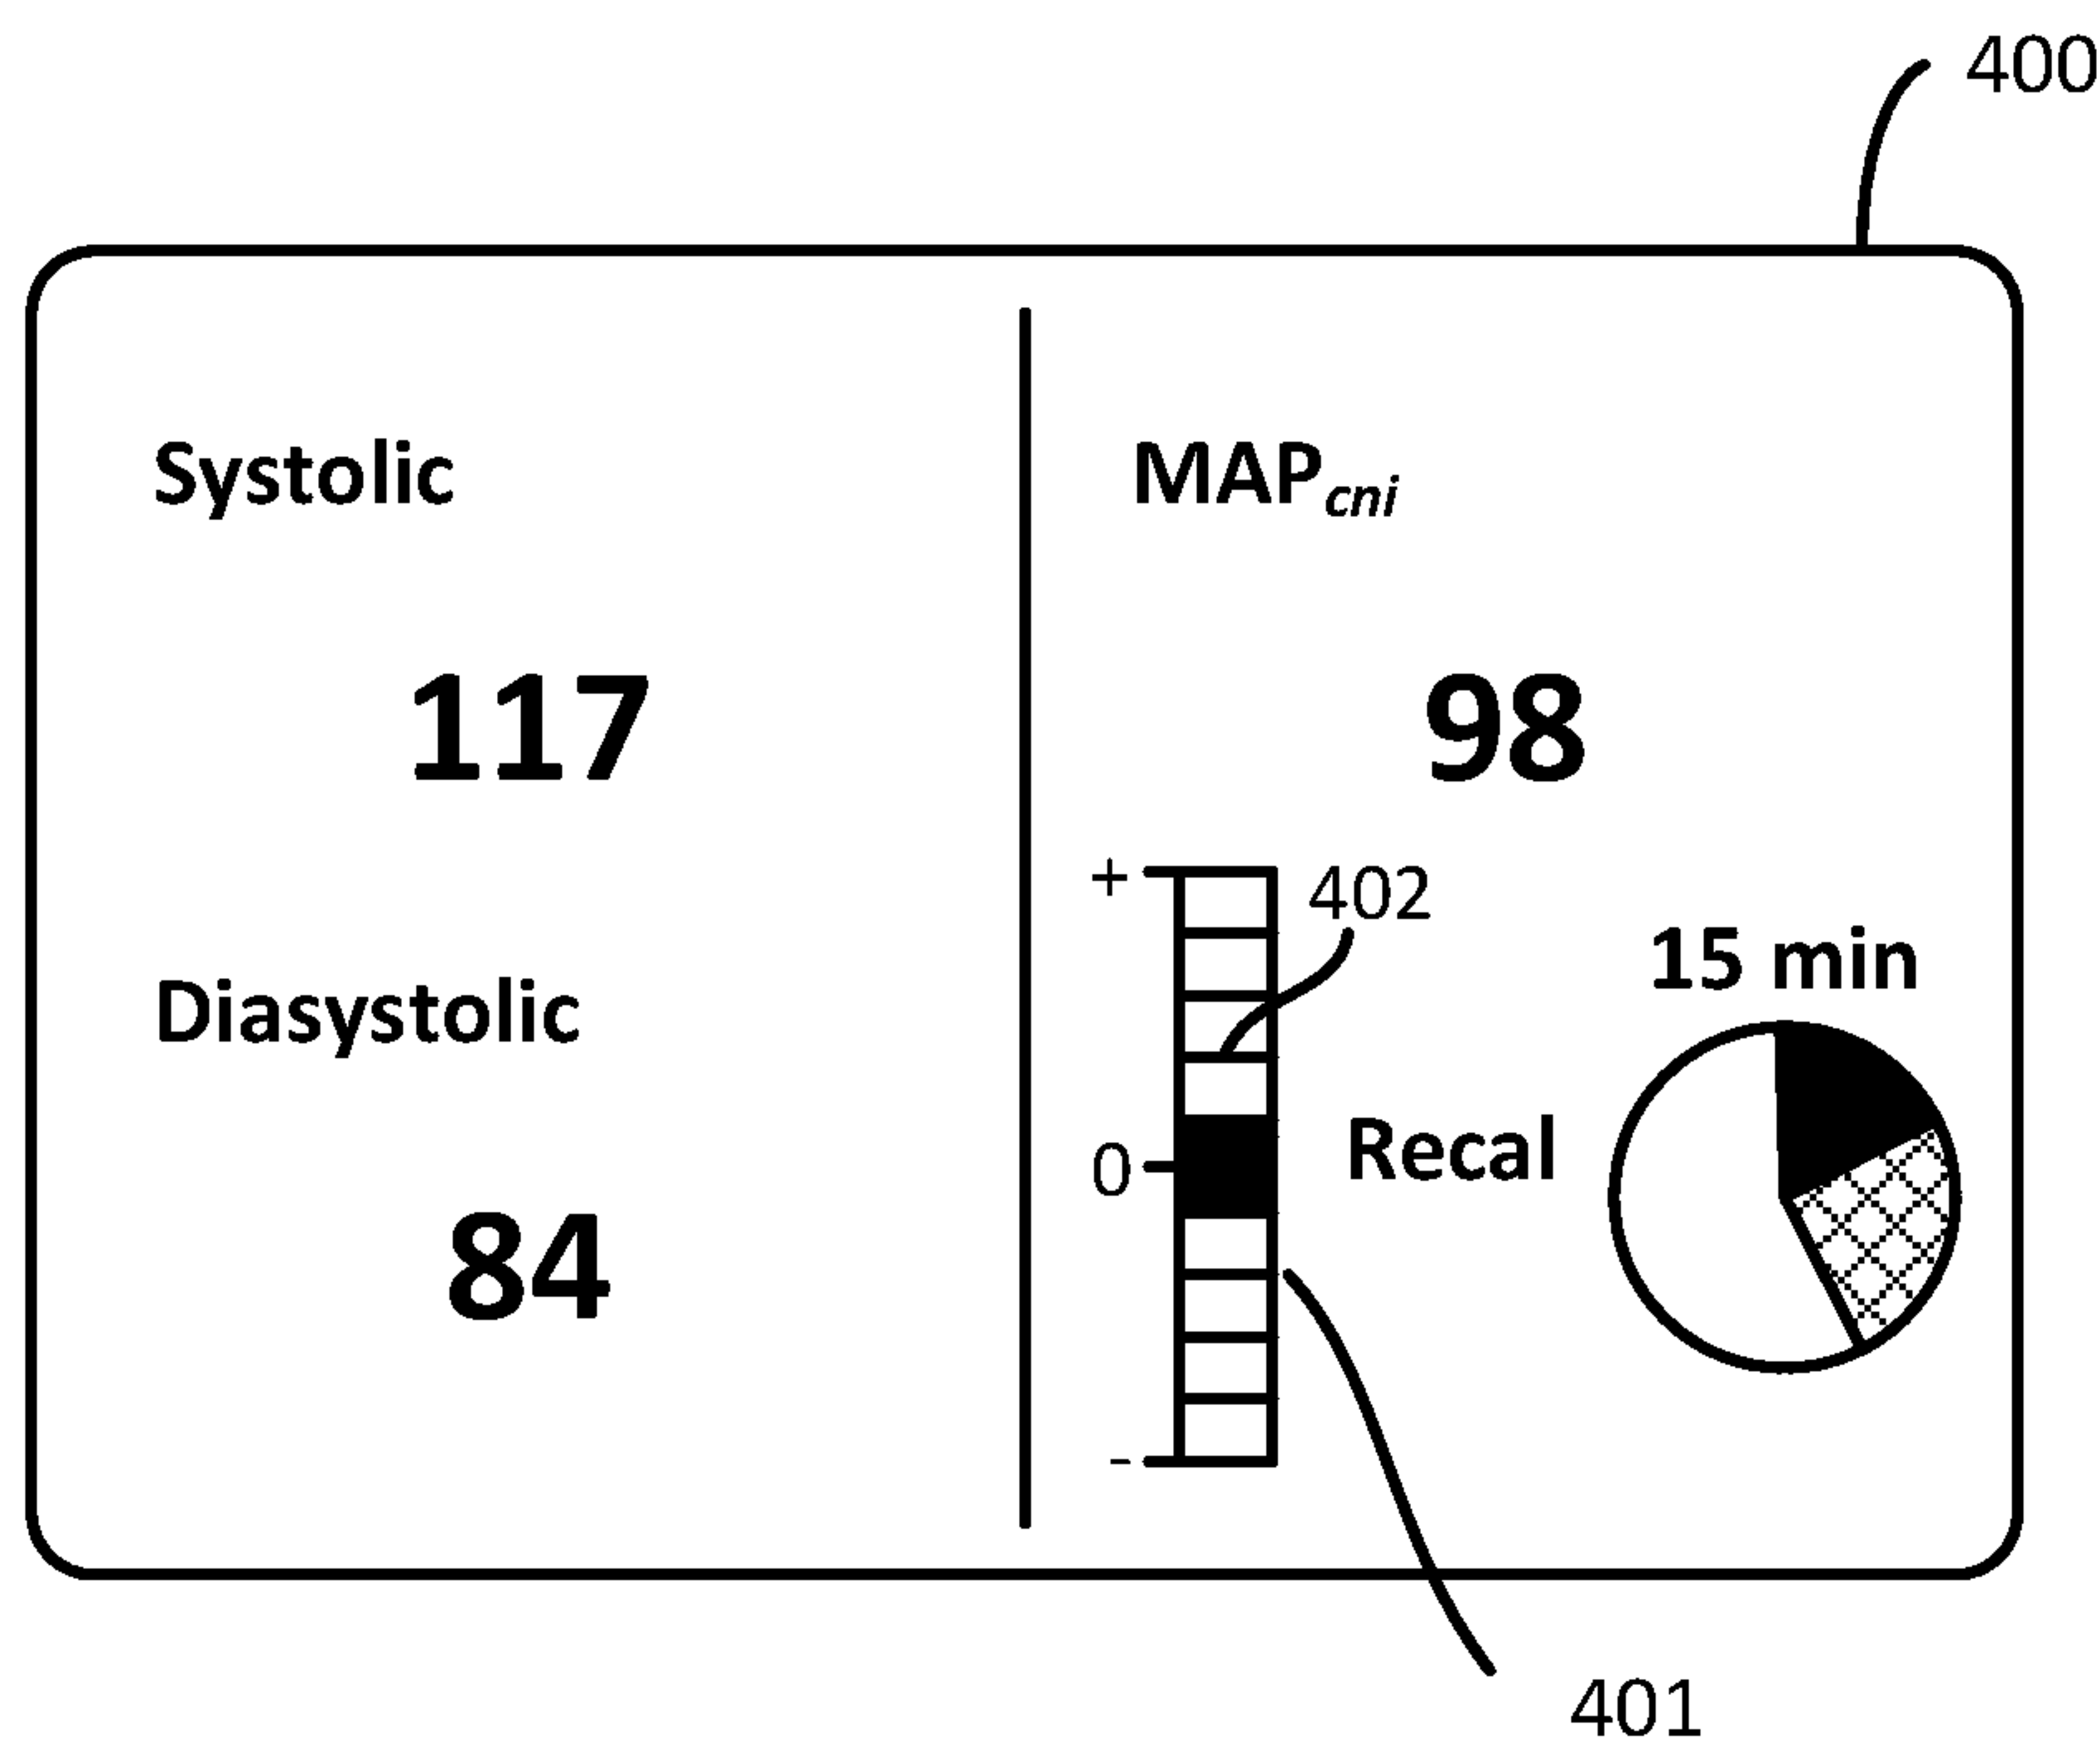 400
Systolic
117
Diasystolic
84
MAPcni
98
+
402
15 min
0
Recal
-
401